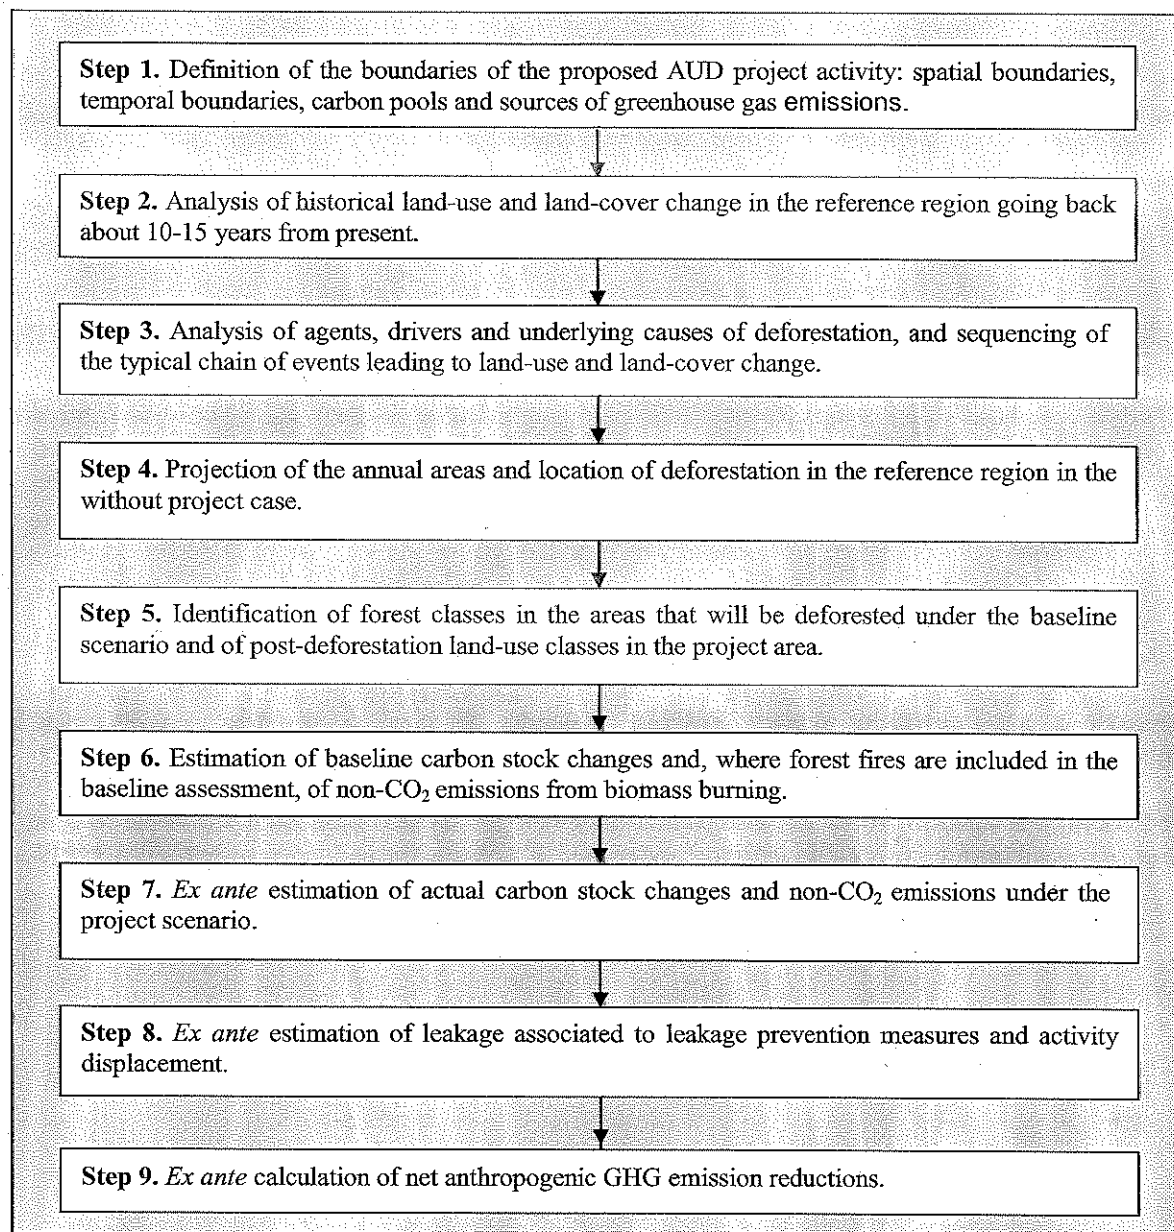 Step 1. Definition of the boundaries of the proposed AUD project activity: spatial boundaries,
temporal boundaries, carbon pools and sources of greenhouse gas emissions.
Step 2. Analysis of historical land-use and land-cover change in the reference region going back
about 10-15 years from present.
Step 3. Analysis of agents, drivers and underlying causes of deforestation, and sequencing of
the typical chain of events leading to land-use and land-cover change.
Step 4. Projection of the annual areas and location of deforestation in the reference region in the
without project case.
Step 5. Identification of forest classes in the areas that will be deforested under the baseline
scenario and of post-deforestation land-use classes in the project area.
Step 6. Estimation of baseline carbon stock changes and, where forest fires are included in the
baseline assessment, of non-CO₂ emissions from biomass burning.
Step 7. Ex ante estimation of actual carbon stock changes and non-CO₂ emissions under the
project scenario.
Step 8. Ex ante estimation of leakage associated to leakage prevention measures and activity
displacement.
Step 9. Ex ante calculation of net anthropogenic GHG emission reductions.